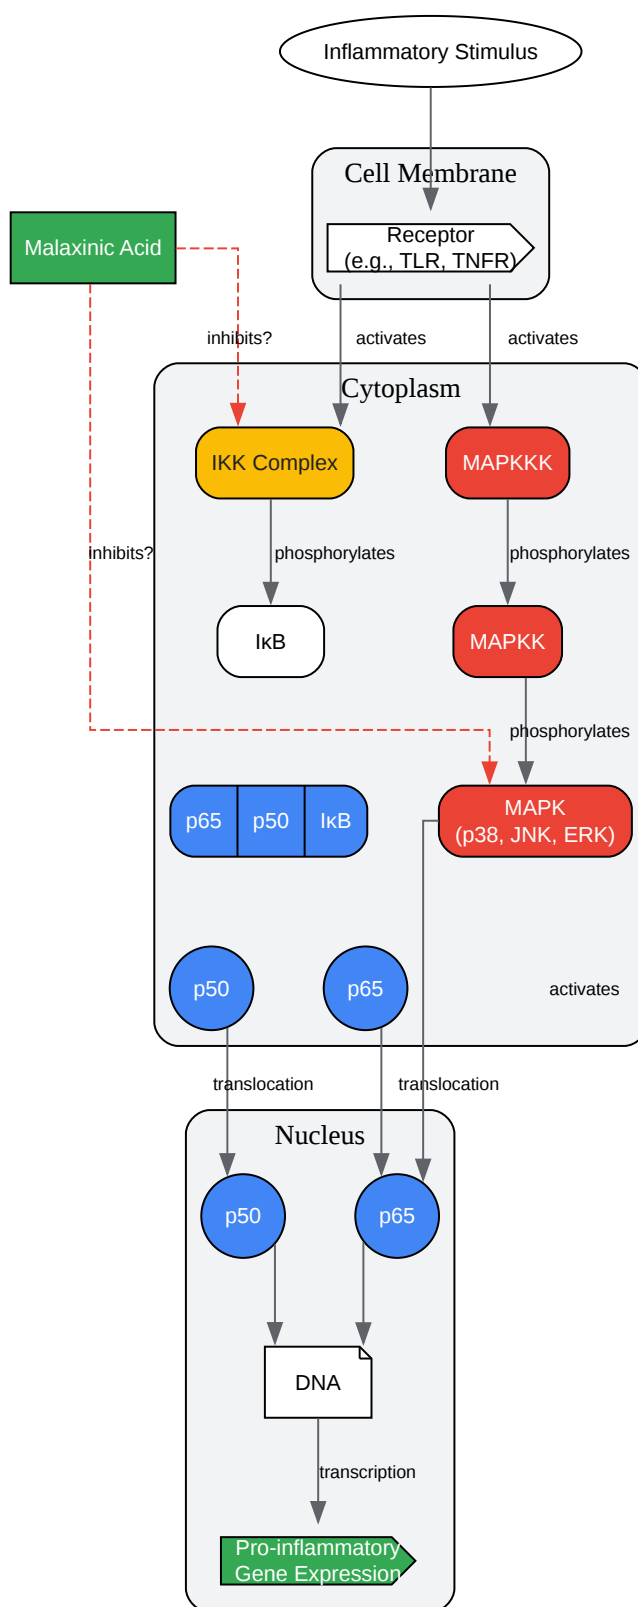 Inflammatory Stimulus
Cell Membrane
Malaxinic Acid
Receptor
(e.g., TLR, TNFR)
inhibits?
activates
activates
Cytoplasm
IKK Complex
MAPKKK
inhibits?
phosphorylates
phosphorylates
IκB
MAPKK
phosphorylates
p65
p50
IκB
MAPK
(p38, JNK, ERK)
p50
p65
activates
translocation
translocation
Nucleus
p50
p65
DNA
transcription
Pro-inflammatory
Gene Expression